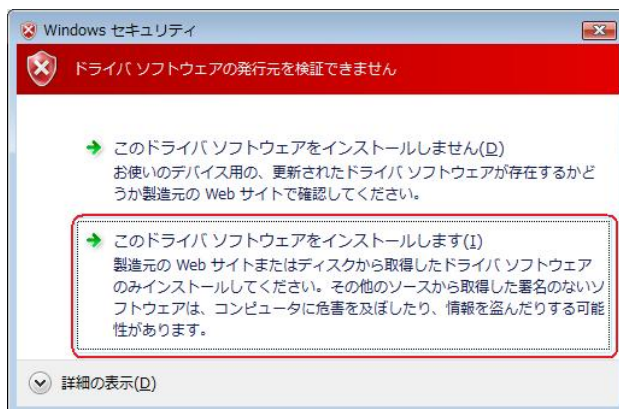 Windows セキュリティ
ドライバ ソフトウェアの発行元を検証できません
このドライバ ソフトウェアをインストールしません(D)
お使いのデバイス用の、更新されたドライバ ソフトウェアが存在するかど
うか製造元の Web サイトで確認してください。
このドライバ ソフトウェアをインストールします(I)
製造元の Web サイトまたはディスクから取得したドライバ ソフトウェア
のみインストールしてください。その他のソースから取得した署名のないソ
フトウェアは、コンピュータに危害を及ぼしたり、情報を盗んだりする可能
性があります。
詳細の表示(D)